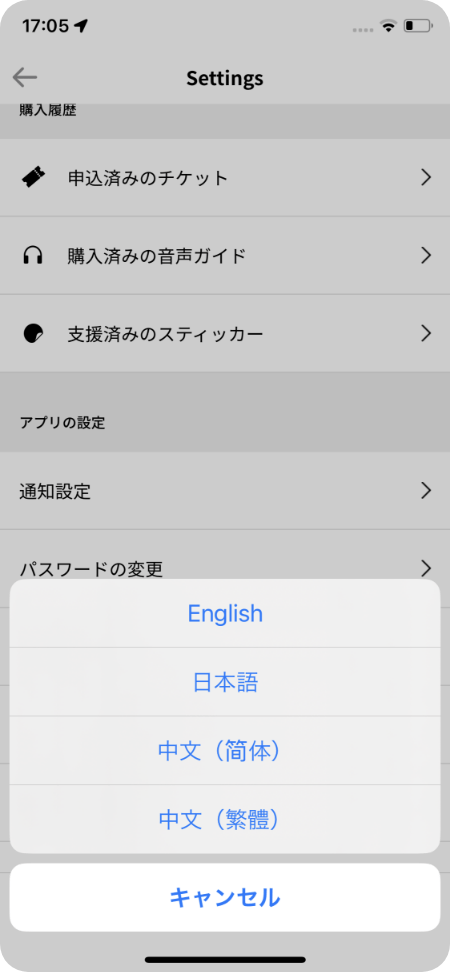 17:05
Settings
購入履歴
申込済みのチケット
購入済みの音声ガイド
支援済みのスティッカー
アプリの設定
通知設定
パスワードの変更
English
日本語
中文（简体）
中文（繁體）
キャンセル